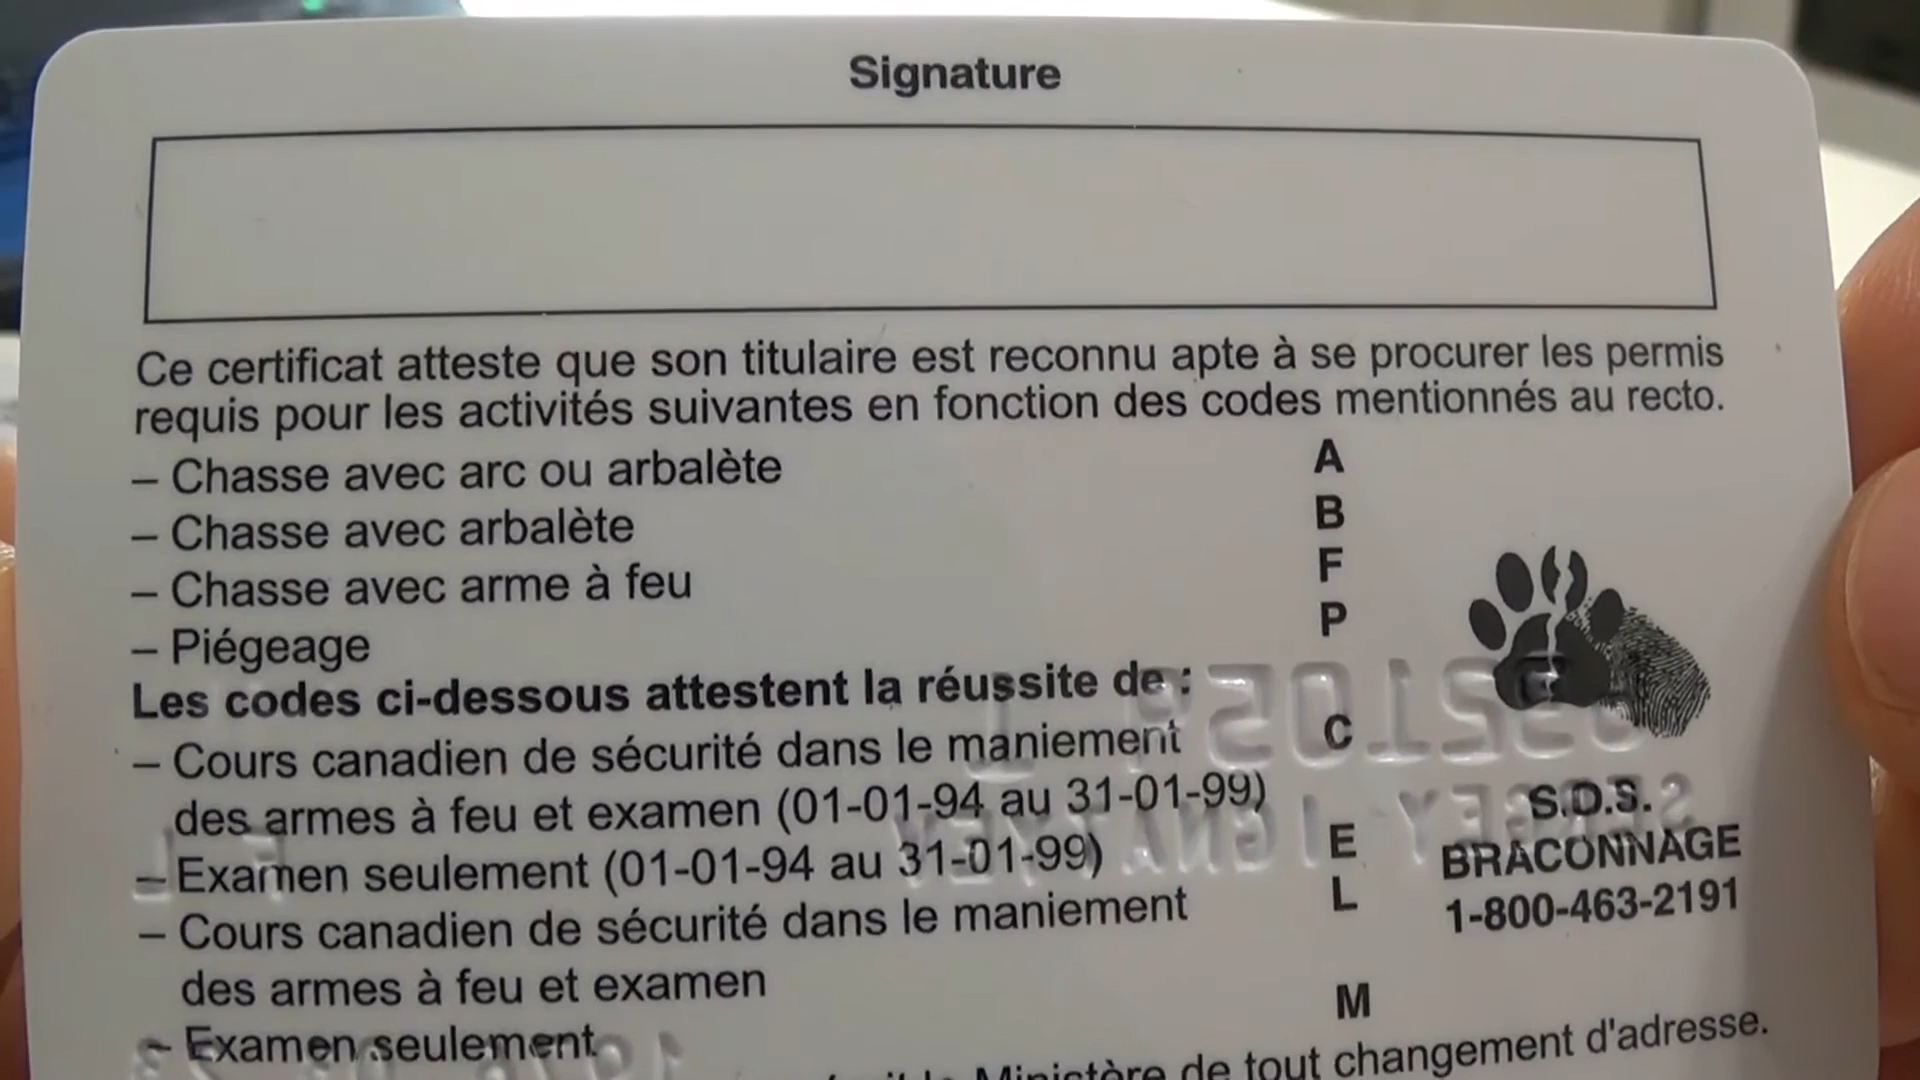 Signature
Ce certificat atteste que son titulaire est reconnu apte à se procurer les permis
requis pour les activités suivantes en fonction des codes mentionnés au recto.
– Chasse avec arc ou arbalète A
– Chasse avec arbalète B
– Chasse avec arme à feu F
– Piégeage P
Les codes ci-dessous attestent la réussite de :
– Cours canadien de sécurité dans le maniement C
des armes à feu et examen (01-01-94 au 31-01-99)
– Examen seulement (01-01-94 au 31-01-99) E
– Cours canadien de sécurité dans le maniement L
des armes à feu et examen
– Examen seulement M
Ministère de tout changement d'adresse.
S.O.S.
BRACONNAGE
1-800-463-2191